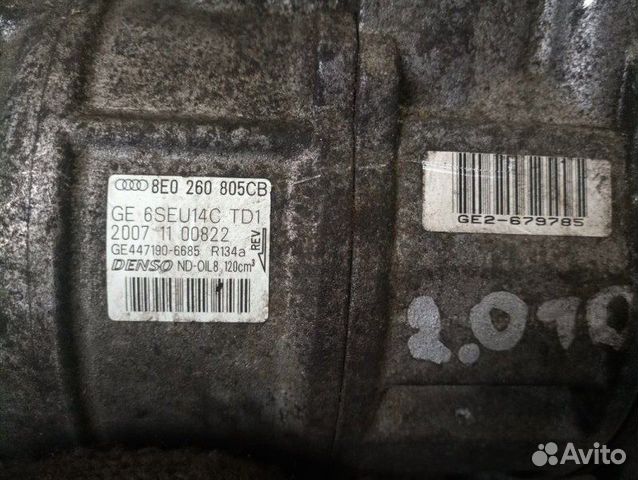 8E0 260 805CB
GE 6SEU14C TD1
2007 11 00822
GE447190-6685 R134a
DENSO ND-OIL8, 120cm³
REV
GE2-679785
2.0
Avito